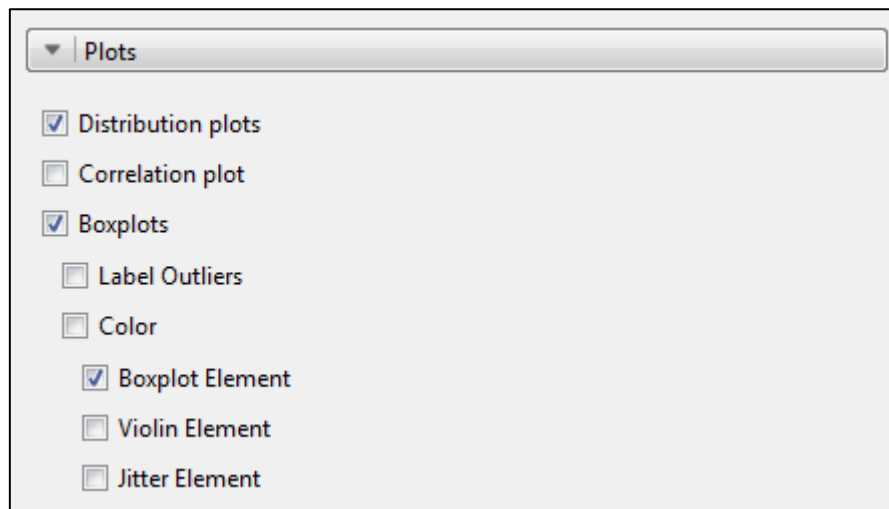 Plots
Distribution plots
Correlation plot
Boxplots
Label Outliers
Color
Boxplot Element
Violin Element
Jitter Element